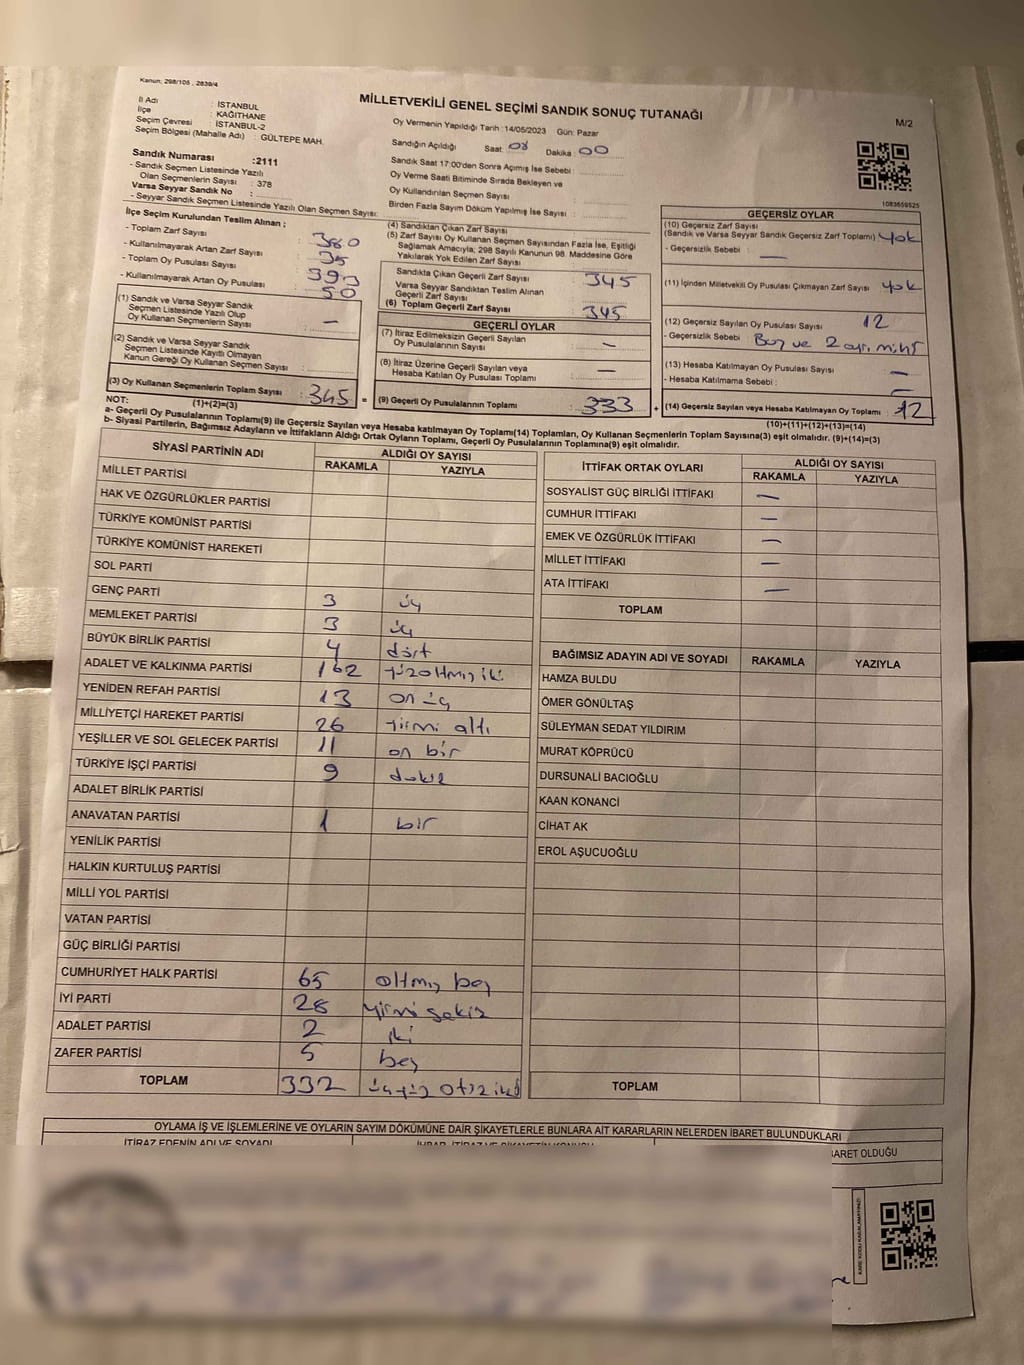 Kanun: 298/105 , 2839/4
MİLLETVEKİLİ GENEL SEÇİMİ SANDIK SONUÇ TUTANAĞI
M/2
İl Adı : İSTANBUL
İlçe : KAĞITHANE
Seçim Çevresi : İSTANBUL-2
Seçim Bölgesi (Mahalle Adı) : GÜLTEPE MAH.
Sandık Numarası :2111
- Sandık Seçmen Listesinde Yazılı
Olan Seçmenlerin Sayısı : 378
Varsa Seyyar Sandık No :
- Seyyar Sandık Seçmen Listesinde Yazılı Olan Seçmen Sayısı:
Oy Vermenin Yapıldığı Tarih : 14/05/2023 Gün: Pazar
Sandığın Açıldığı Saat: 08 Dakika : 00
Sandık Saat 17:00'den Sonra Açılmış İse Sebebi :
Oy Verme Saati Bitiminde Sırada Bekleyen ve
Oy Kullandırılan Seçmen Sayısı :
Birden Fazla Sayım Döküm Yapılmış İse Sayısı :
1083659525
İlçe Seçim Kurulundan Teslim Alınan ;
- Toplam Zarf Sayısı : 380
- Kullanılmayarak Artan Zarf Sayısı : 35
- Toplam Oy Pusulası Sayısı : 393
- Kullanılmayarak Artan Oy Pusulası : 50
(1) Sandık ve Varsa Seyyar Sandık
Seçmen Listesinde Yazılı Olup
Oy Kullanan Seçmenlerin Sayısı : —
(2) Sandık ve Varsa Seyyar Sandık
Seçmen Listesinde Kayıtlı Olmayan
Kanun Gereği Oy Kullanan Seçmen Sayısı :
(3) Oy Kullanan Seçmenlerin Toplam Sayısı : 345 =
(1)+(2)=(3)
(4) Sandıktan Çıkan Zarf Sayısı :
(5) Zarf Sayısı Oy Kullanan Seçmen Sayısından Fazla İse, Eşitliği
Sağlamak Amacıyla; 298 Sayılı Kanunun 98. Maddesine Göre
Yakılarak Yok Edilen Zarf Sayısı :
Sandıkta Çıkan Geçerli Zarf Sayısı : 345
Varsa Seyyar Sandıktan Teslim Alınan
Geçerli Zarf Sayısı :
(6) Toplam Geçerli Zarf Sayısı : 345
GEÇERLİ OYLAR
(7) İtiraz Edilmeksizin Geçerli Sayılan
Oy Pusulalarının Sayısı : —
(8) İtiraz Üzerine Geçerli Sayılan veya
Hesaba Katılan Oy Pusulası Toplamı : —
(9) Geçerli Oy Pusulalarının Toplamı : 333 +
GEÇERSİZ OYLAR
(10) Geçersiz Zarf Sayısı
(Sandık ve Varsa Seyyar Sandık Geçersiz Zarf Toplamı) : Yok
- Geçersizlik Sebebi : —
(11) İçinden Milletvekili Oy Pusulası Çıkmayan Zarf Sayısı : Yok
(12) Geçersiz Sayılan Oy Pusulası Sayısı : 12
- Geçersizlik Sebebi : ve 2
(13) Hesaba Katılmayan Oy Pusulası Sayısı : —
- Hesaba Katılmama Sebebi : —
(14) Geçersiz Sayılan veya Hesaba Katılmayan Oy Toplamı : 12
(10)+(11)+(12)+(13)=(14)
NOT:
a- Geçerli Oy Pusulalarının Toplamı(9) ile Geçersiz Sayılan veya Hesaba katılmayan Oy Toplamı(14) Toplamları, Oy Kullanan Seçmenlerin Toplam Sayısına(3) eşit olmalıdır. (9)+(14)=(3)
b- Siyasi Partilerin, Bağımsız Adayların ve İttifakların Aldığı Ortak Oyların Toplamı, Geçerli Oy Pusulalarının Toplamına(9) eşit olmalıdır.
SİYASİ PARTİNİN ADI ALDIĞI OY SAYISI
RAKAMLA YAZIYLA
MİLLET PARTİSİ
HAK VE ÖZGÜRLÜKLER PARTİSİ
TÜRKİYE KOMÜNİST PARTİSİ
TÜRKİYE KOMÜNİST HAREKETİ
SOL PARTİ
GENÇ PARTİ 3 üç
MEMLEKET PARTİSİ 3 üç
BÜYÜK BİRLİK PARTİSİ 4 dört
ADALET VE KALKINMA PARTİSİ 162 yüzaltmış iki
YENİDEN REFAH PARTİSİ 13 on üç
MİLLİYETÇİ HAREKET PARTİSİ 26 yirmi altı
YEŞİLLER VE SOL GELECEK PARTİSİ 11 on bir
TÜRKİYE İŞÇİ PARTİSİ 9 dokuz
ADALET BİRLİK PARTİSİ
ANAVATAN PARTİSİ 1 bir
YENİLİK PARTİSİ
HALKIN KURTULUŞ PARTİSİ
MİLLİ YOL PARTİSİ
VATAN PARTİSİ
GÜÇ BİRLİĞİ PARTİSİ
CUMHURİYET HALK PARTİSİ 65 altmış beş
İYİ PARTİ 28 yirmi sekiz
ADALET PARTİSİ 2 iki
ZAFER PARTİSİ 5 beş
TOPLAM 332 üçyüz otuz iki
İTTİFAK ORTAK OYLARI ALDIĞI OY SAYISI
RAKAMLA YAZIYLA
SOSYALİST GÜÇ BİRLİĞİ İTTİFAKI —
CUMHUR İTTİFAKI —
EMEK VE ÖZGÜRLÜK İTTİFAKI —
MİLLET İTTİFAKI —
ATA İTTİFAKI —
TOPLAM
BAĞIMSIZ ADAYIN ADI VE SOYADI RAKAMLA YAZIYLA
HAMZA BULDU
ÖMER GÖNÜLTAŞ
SÜLEYMAN SEDAT YILDIRIM
MURAT KÖPRÜCÜ
DURSUNALİ BACIOĞLU
KAAN KONANCİ
CİHAT AK
EROL AŞUCUOĞLU
TOPLAM
OYLAMA İŞ VE İŞLEMLERİNE VE OYLARIN SAYIM DÖKÜMÜNE DAİR ŞİKAYETLERLE BUNLARA AİT KARARLARIN NELERDEN İBARET BULUNDUKLARI
İTİRAZ EDENİN ADI VE SOYADI İHBAR, İTİRAZ VE ŞİKAYETİN KONUSU
BARET OLDUĞU
KARE KODU KARALAMAYINIZ!